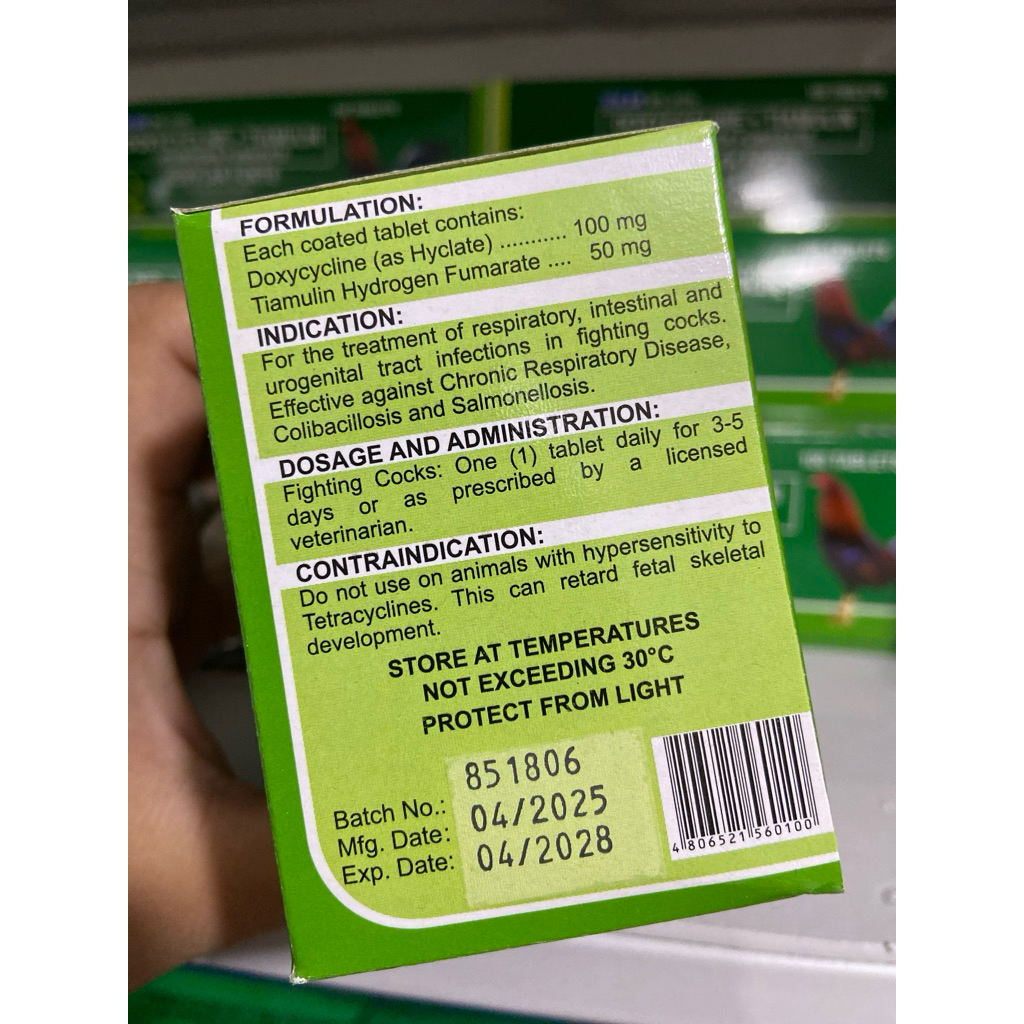 FORMULATION:
Each coated tablet contains:
Doxycycline (as Hyclate) ........... 100 mg
Tiamulin Hydrogen Fumarate .... 50 mg
INDICATION:
For the treatment of respiratory, intestinal and
urogenital tract infections in fighting cocks.
Effective against Chronic Respiratory Disease,
Colibacillosis and Salmonellosis.
DOSAGE AND ADMINISTRATION:
Fighting Cocks: One (1) tablet daily for 3-5
days or as prescribed by a licensed
veterinarian.
CONTRAINDICATION:
Do not use on animals with hypersensitivity to
Tetracyclines. This can retard fetal skeletal
development.
STORE AT TEMPERATURES
NOT EXCEEDING 30°C
PROTECT FROM LIGHT
Batch No.: 851806
Mfg. Date: 04/2025
Exp. Date: 04/2028
4 806521 560100